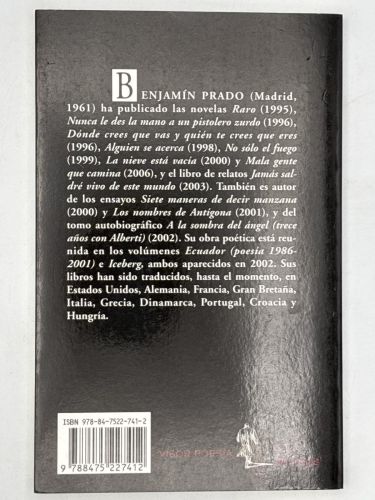 BENJAMÍN PRADO (Madrid,
1961) ha publicado las novelas Raro (1995),
Nunca le des la mano a un pistolero zurdo (1996),
Dónde crees que vas y quién te crees que eres
(1996), Alguien se acerca (1998), No sólo el fuego
(1999), La nieve está vacía (2000) y Mala gente
que camina (2006), y el libro de relatos Jamás sal-
dré vivo de este mundo (2003). También es autor
de los ensayos Siete maneras de decir manzana
(2000) y Los nombres de Antígona (2001), y del
tomo autobiográfico A la sombra del ángel (trece
años con Alberti) (2002). Su obra poética está reu-
nida en los volúmenes Ecuador (poesía 1986-
2001) e Iceberg, ambos aparecidos en 2002. Sus
libros han sido traducidos, hasta el momento, en
Estados Unidos, Alemania, Francia, Gran Bretaña,
Italia, Grecia, Dinamarca, Portugal, Croacia y
Hungría.
ISBN 978-84-7522-741-2
9 788475 227412
VISOR POESÍA